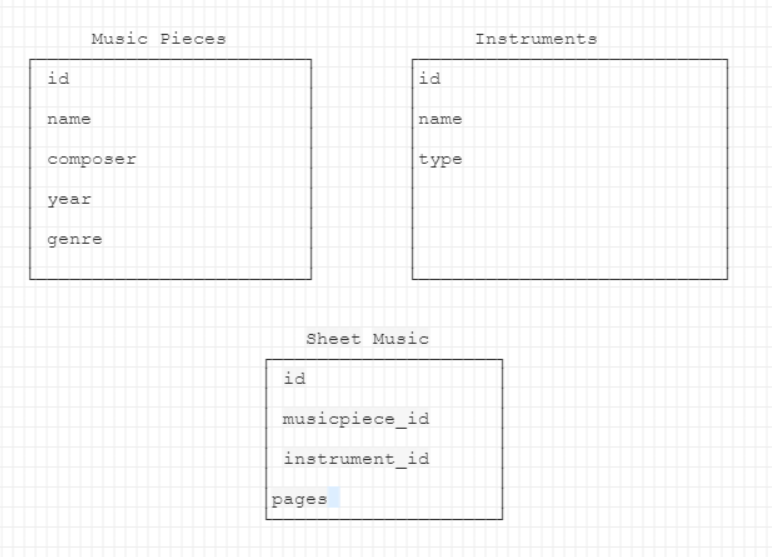 Music Pieces
id
name
composer
year
genre
Instruments
id
name
type
Sheet Music
id
musicpiece_id
instrument_id
pages